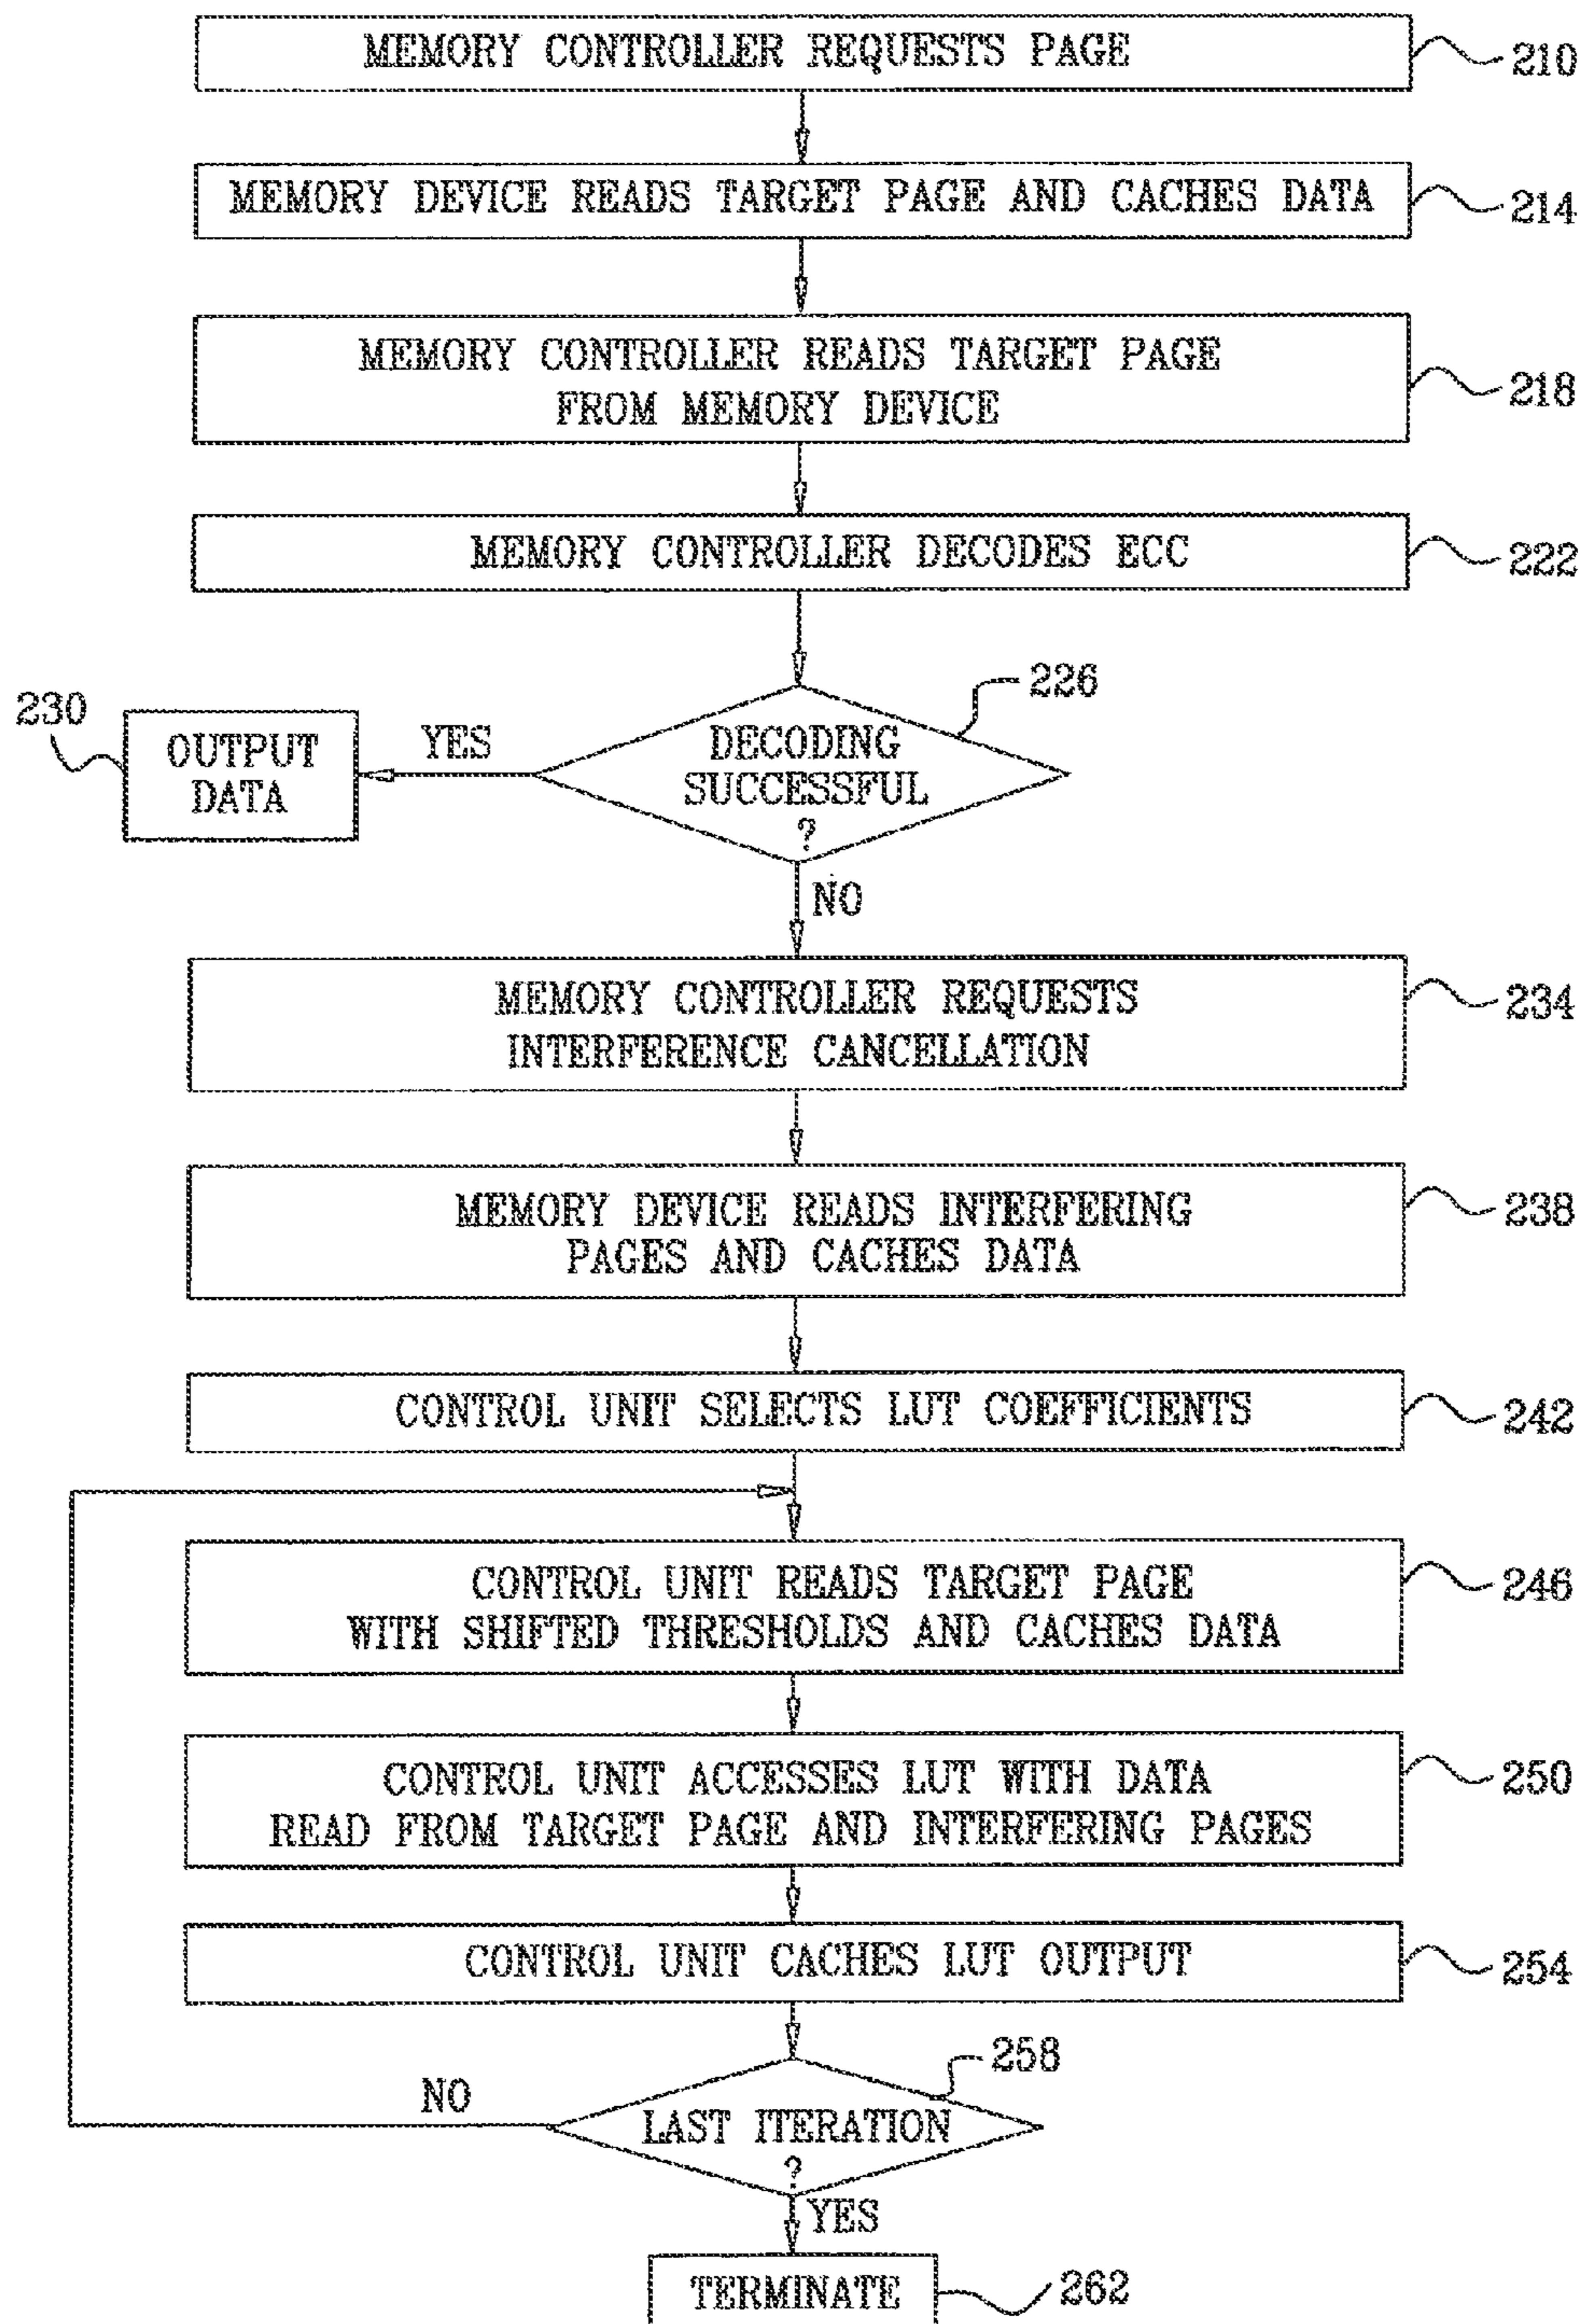 MEMORY CONTROLLER REQUESTS PAGE
210
MEMORY DEVICE READS TARGET PAGE AND CACHES DATA
214
MEMORY CONTROLLER READS TARGET PAGE
FROM MEMORY DEVICE
218
MEMORY CONTROLLER DECODES ECC
222
226
230
OUTPUT
DATA
YES
DECODING
SUCCESSFUL
?
NO
MEMORY CONTROLLER REQUESTS
INTERFERENCE CANCELLATION
234
MEMORY DEVICE READS INTERFERING
PAGES AND CACHES DATA
238
CONTROL UNIT SELECTS LUT COEFFICIENTS
242
CONTROL UNIT READS TARGET PAGE
WITH SHIFTED THRESHOLDS AND CACHES DATA
246
CONTROL UNIT ACCESSES LUT WITH DATA
READ FROM TARGET PAGE AND INTERFERING PAGES
250
CONTROL UNIT CACHES LUT OUTPUT
254
258
NO
LAST ITERATION
?
YES
TERMINATE
262